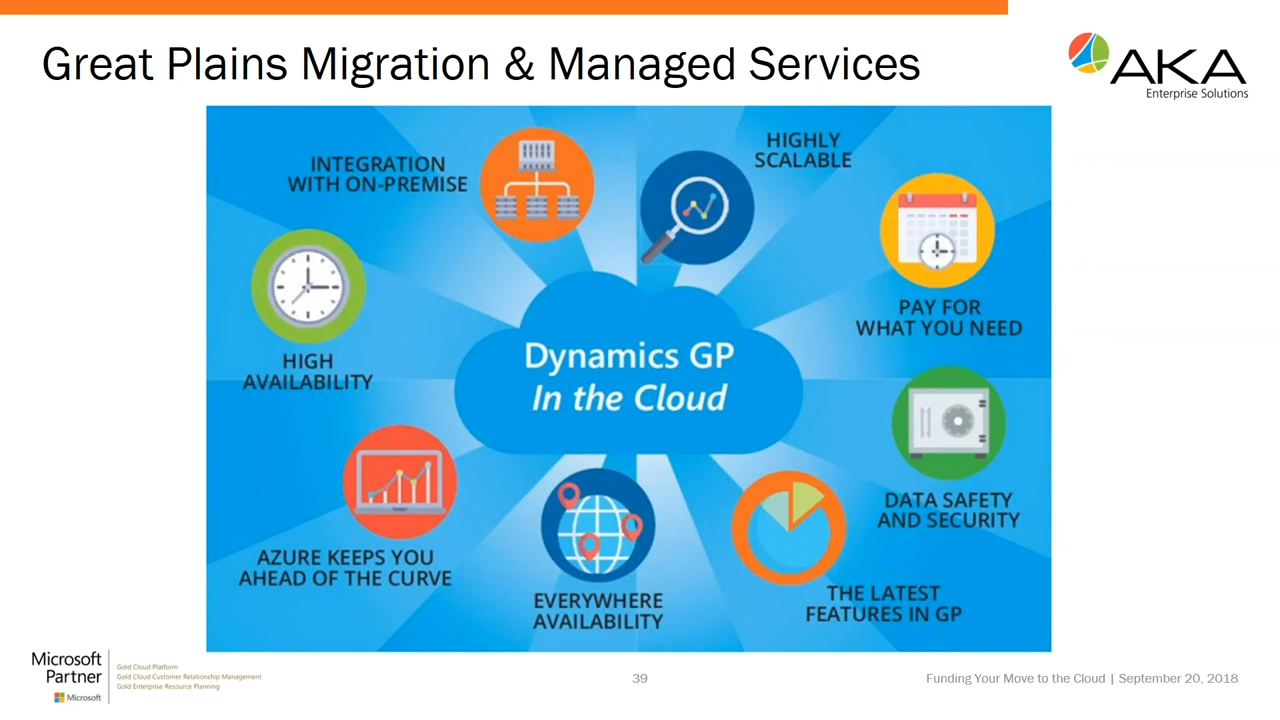 Great Plains Migration & Managed Services
AKA
Enterprise Solutions
INTEGRATION
WITH ON-PREMISE
HIGHLY
SCALABLE
PAY FOR
WHAT YOU NEED
HIGH
AVAILABILITY
Dynamics GP
In the Cloud
DATA SAFETY
AND SECURITY
AZURE KEEPS YOU
AHEAD OF THE CURVE
EVERYWHERE
AVAILABILITY
THE LATEST
FEATURES IN GP
Microsoft
Partner
Microsoft
Gold Cloud Platform
Gold Cloud Customer Relationship Management
Gold Enterprise Resource Planning
39
Funding Your Move to the Cloud | September 20, 2018